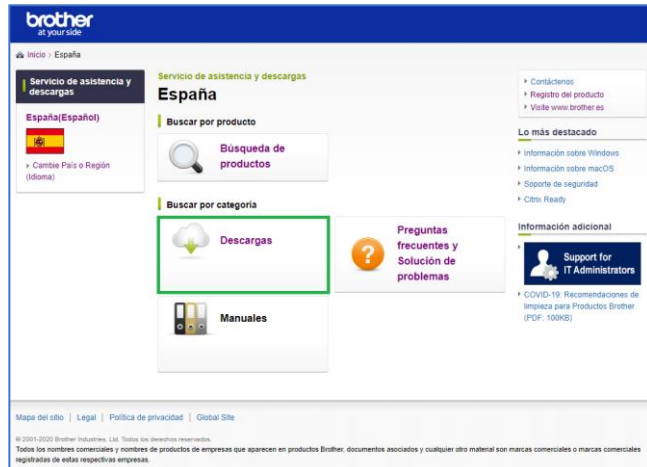 brother
at your side
Inicio > España
Servicio de asistencia y
descargas
España(Español)
Cambie País o Región
(Idioma)
Servicio de asistencia y descargas
España
Buscar por producto
Búsqueda de
productos
Buscar por categoría
Descargas
Preguntas
frecuentes y
Solución de
problemas
?
Manuales
Contáctenos
Registro del producto
Visite www.brother.es
Lo más destacado
Información sobre Windows
Información sobre macOS
Soporte de seguridad
Citrix Ready
Información adicional
Support for
IT Administrators
COVID-19: Recomendaciones de
limpieza para Productos Brother
(PDF: 100KB)
Mapa del sitio | Legal | Política de privacidad | Global Site
© 2001-2020 Brother Industries, Ltd. Todos los derechos reservados.
Todos los nombres comerciales y nombres de productos de empresas que aparecen en productos Brother, documentos asociados y cualquier otro material son marcas comerciales o marcas comerciales
registradas de estas respectivas empresas.